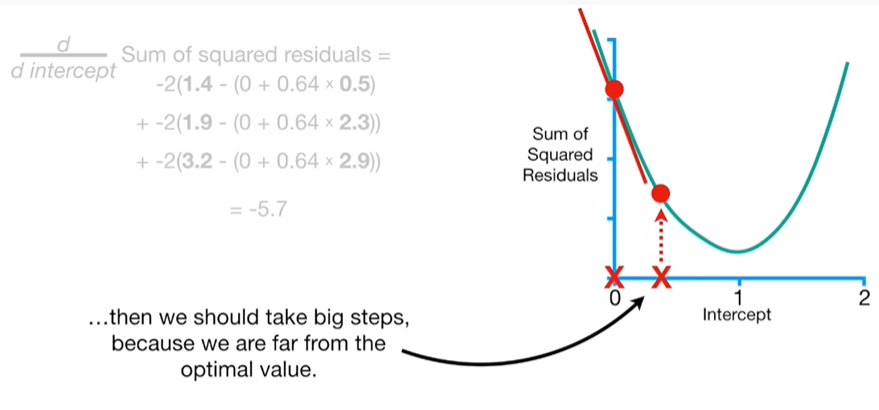 d
d intercept
Sum of squared residuals =
-2(1.4 - (0 + 0.64 × 0.5)
+ -2(1.9 - (0 + 0.64 × 2.3))
+ -2(3.2 - (0 + 0.64 × 2.9))
= -5.7
...then we should take big steps,
because we are far from the
optimal value.
Sum of
Squared
Residuals
X X
0 1 2
Intercept